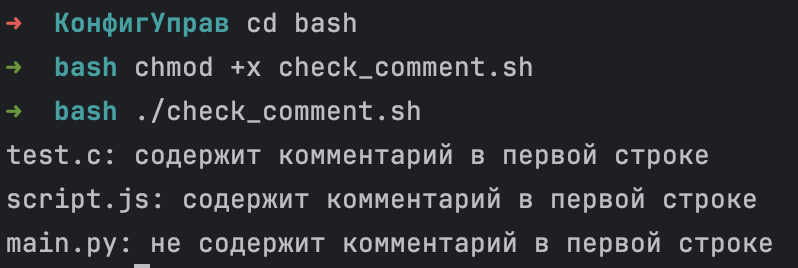 → КонфигУправ cd bash
→ bash chmod +x check_comment.sh
→ bash ./check_comment.sh
test.c: содержит комментарий в первой строке
script.js: содержит комментарий в первой строке
main.py: не содержит комментарий в первой строке